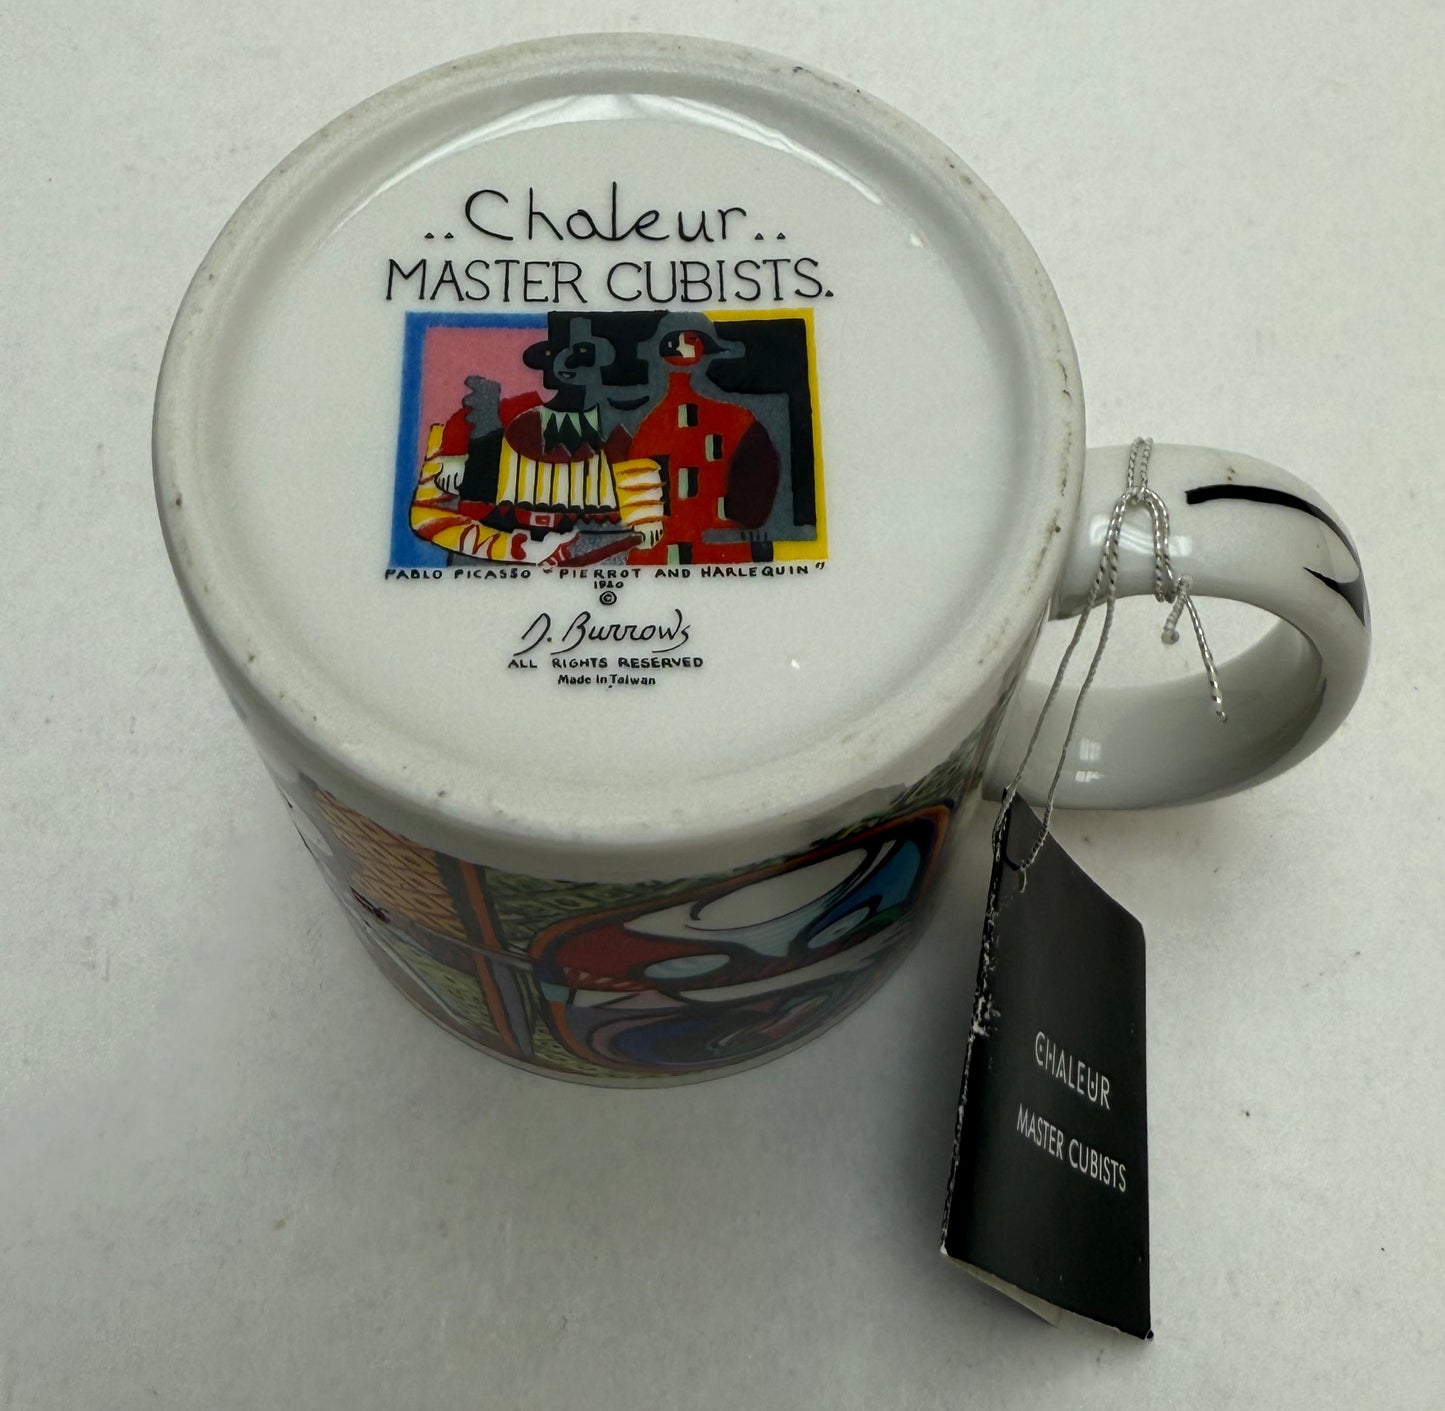 ..Chaleur..
MASTER CUBISTS.
PABLO PICASSO "PIERROT AND HARLEQUIN"
1920
©
D. Burrows
ALL RIGHTS RESERVED
Made In Taiwan
CHALEUR
MASTER CUBISTS